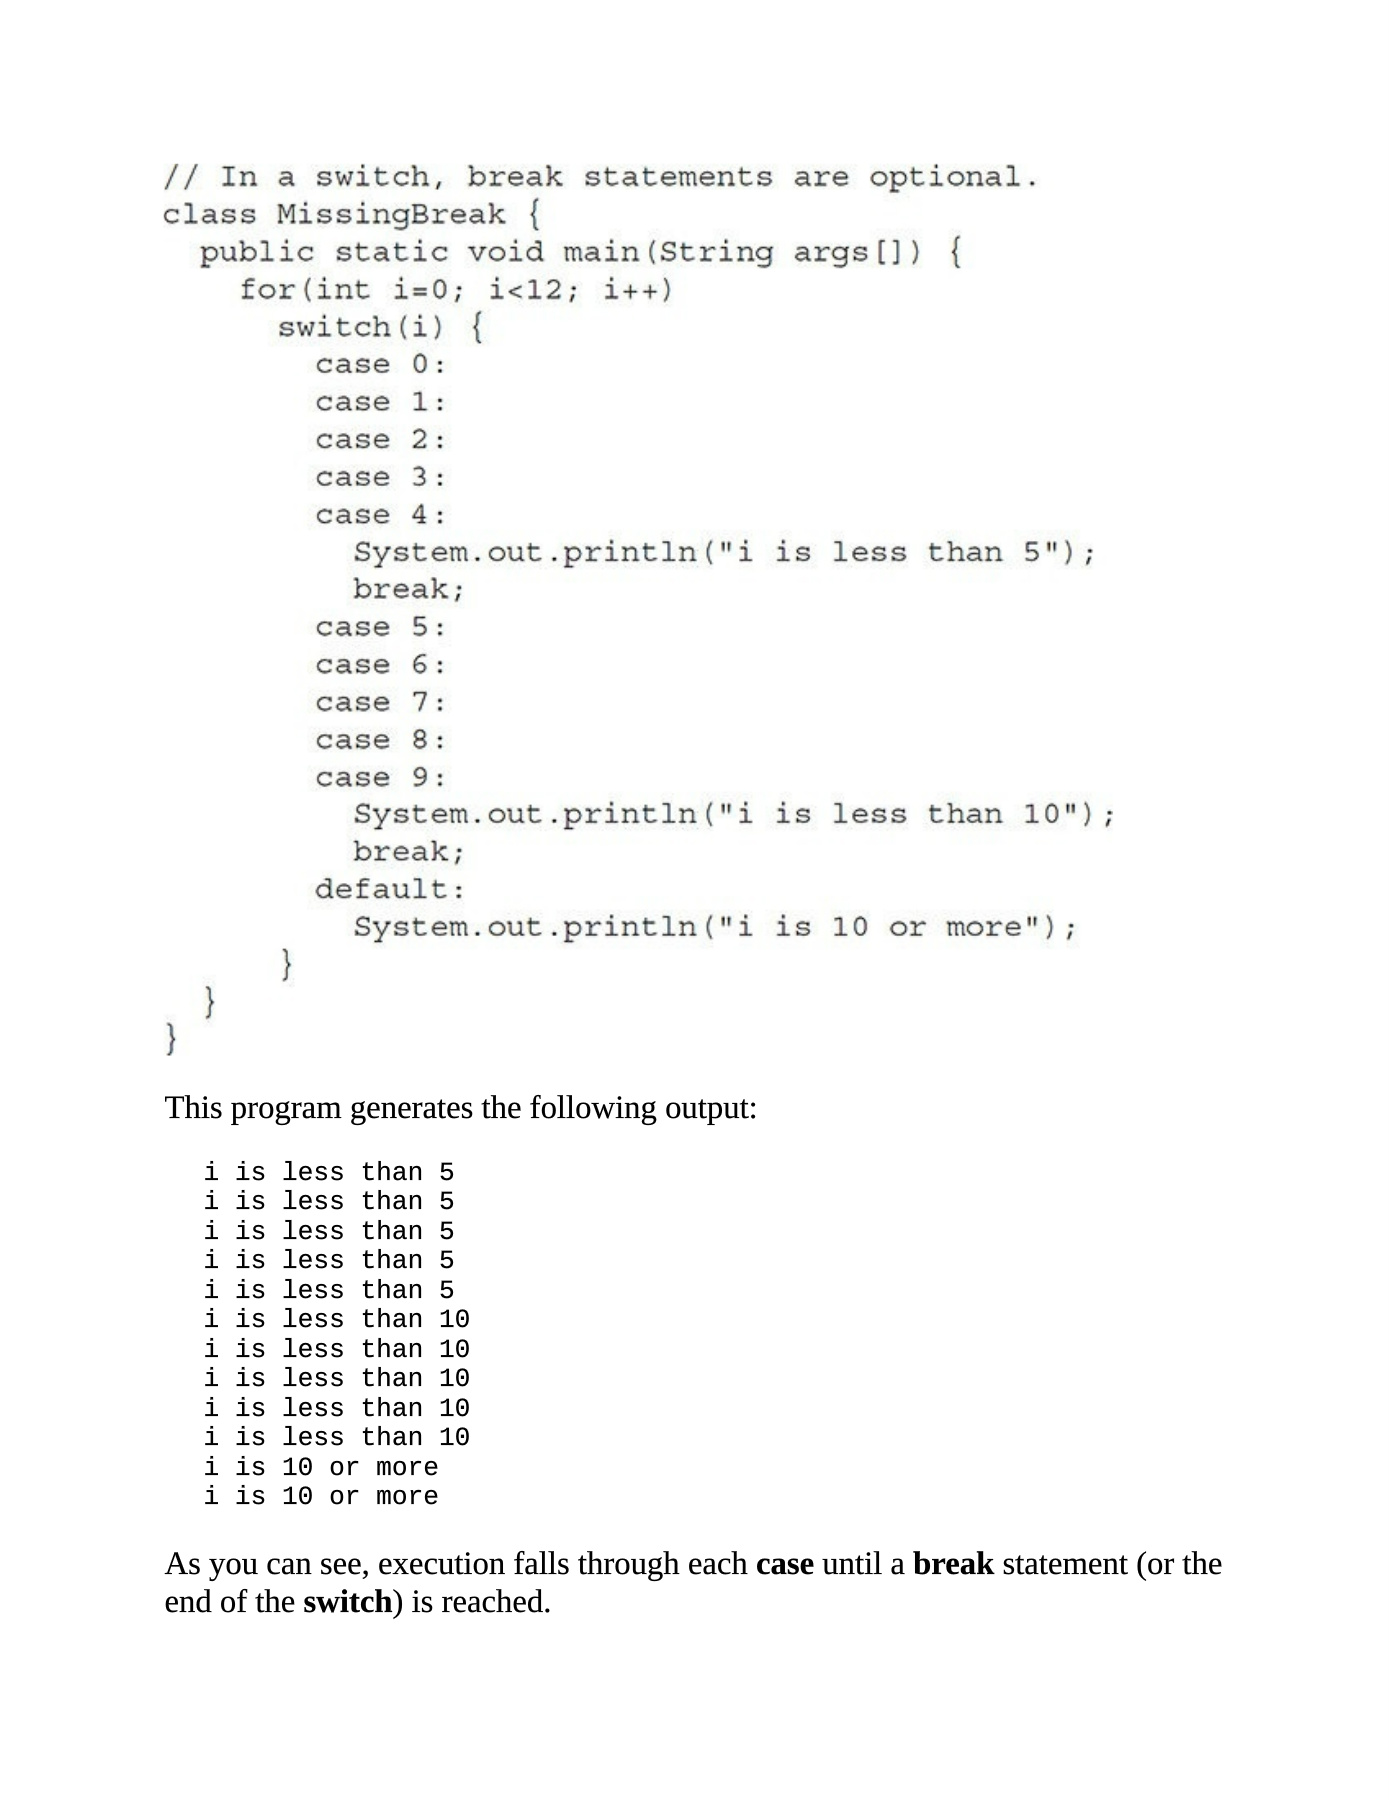 // In a switch, break statements are optional.
class MissingBreak {
  public static void main(String args[]) {
    for(int i=0; i<12; i++)
      switch(i) {
        case 0:
        case 1:
        case 2:
        case 3:
        case 4:
          System.out.println("i is less than 5");
          break;
        case 5:
        case 6:
        case 7:
        case 8:
        case 9:
          System.out.println("i is less than 10");
          break;
        default:
          System.out.println("i is 10 or more");
      }
  }
}
This program generates the following output:
i is less than 5
i is less than 5
i is less than 5
i is less than 5
i is less than 5
i is less than 10
i is less than 10
i is less than 10
i is less than 10
i is less than 10
i is 10 or more
i is 10 or more
As you can see, execution falls through each case until a break statement (or the
end of the switch) is reached.